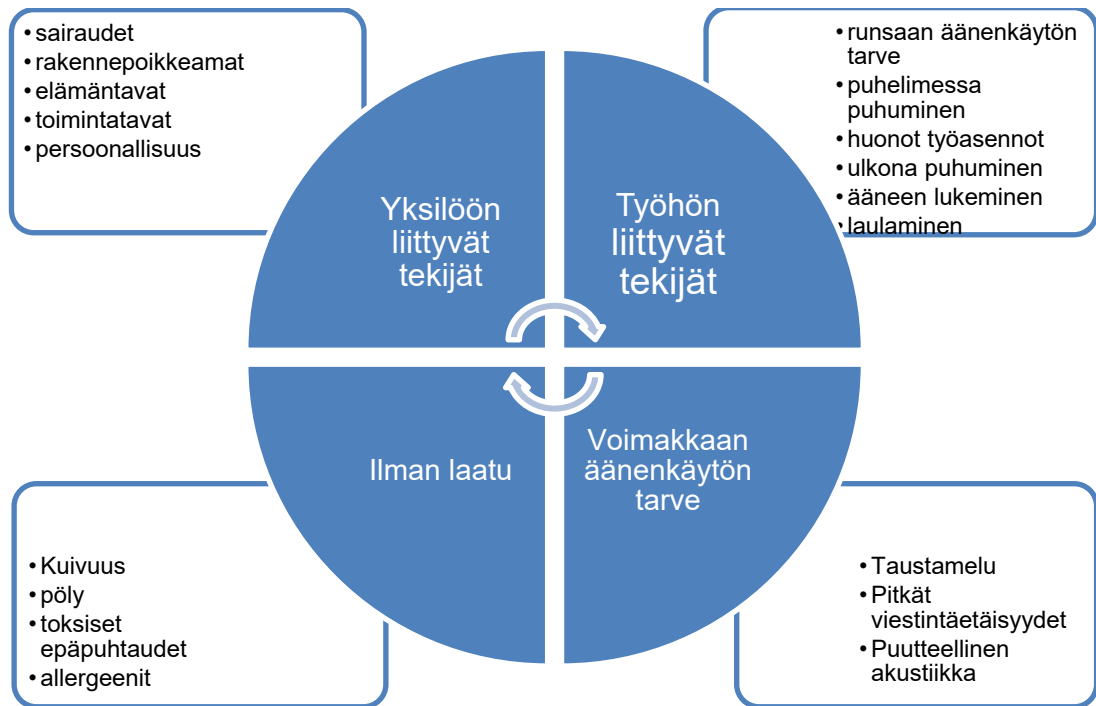 • sairaudet
• rakennepoikkeamat
• elämäntavat
• toimintatavat
• persoonallisuus
• runsaan äänenkäytön
tarve
• puhelimessa
puhuminen
• huonot työasennot
• ulkona puhuminen
• ääneen lukeminen
• laulaminen
Yksilöön
liittyvät
tekijät
Työhön
liittyvät
tekijät
Ilman laatu
Voimakkaan
äänenkäytön
tarve
• Kuivuus
• pöly
• toksiset
epäpuhtaudet
• allergeenit
• Taustamelu
• Pitkät
viestintäetäisyydet
• Puutteellinen
akustiikka